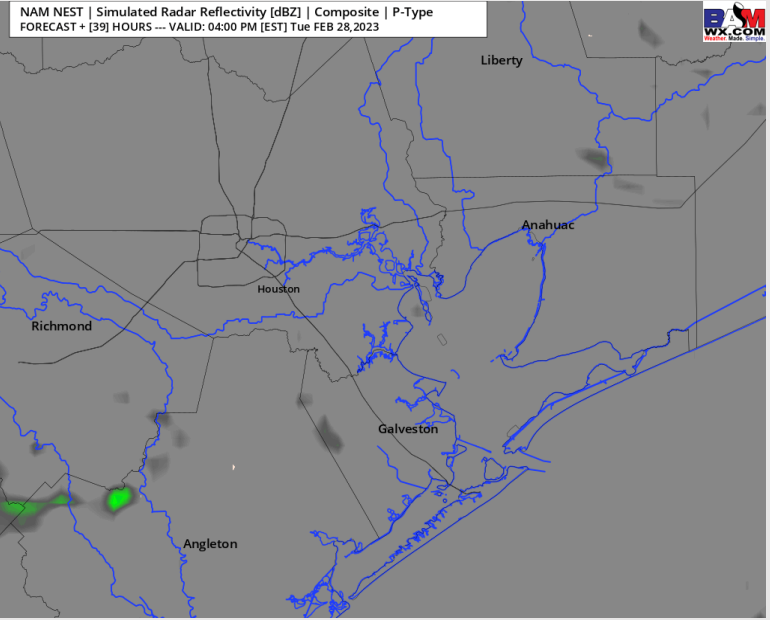 NAM NEST | Simulated Radar Reflectivity [dBZ] | Composite | P-Type
FORECAST + [39] HOURS --- VALID: 04:00 PM [EST] Tue FEB 28,2023
BAM
WX.COM
Weather. Made. Simple.
Liberty
Anahuac
Houston
Richmond
Galveston
Angleton